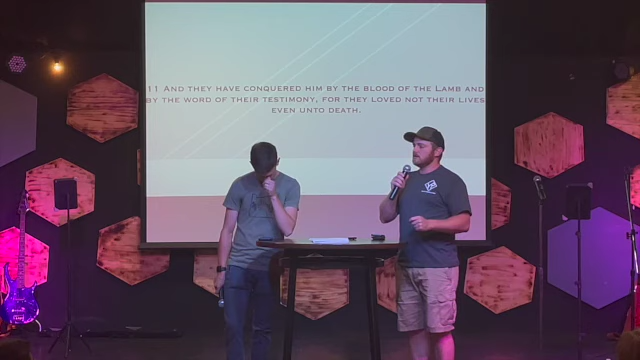 11 And they have conquered him by the blood of the Lamb and
by the word of their testimony, for they loved not their lives
even unto death.